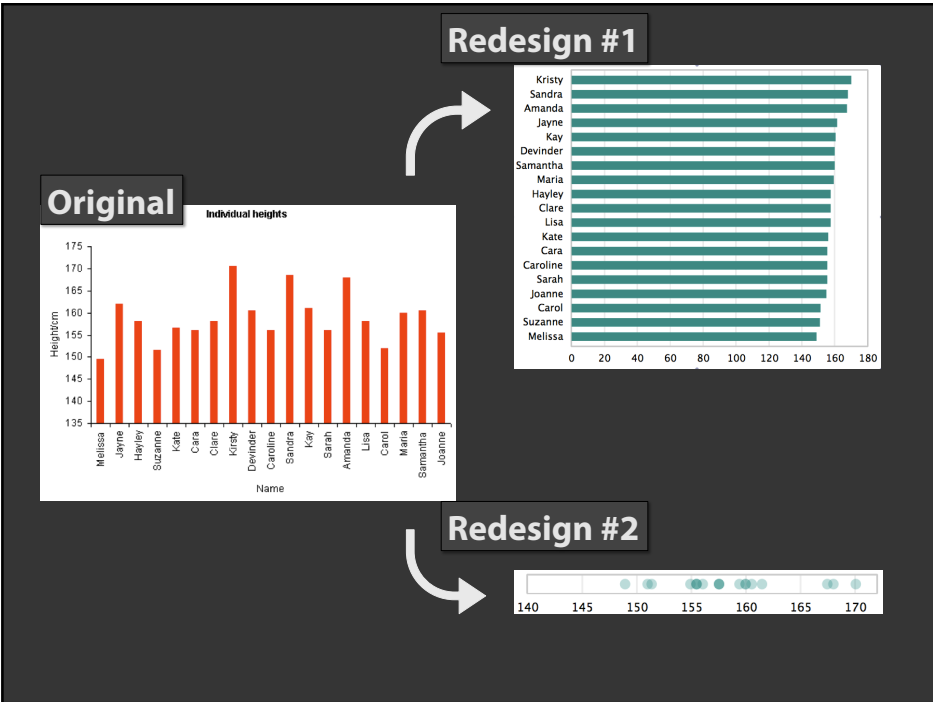 Redesign #1
Kristy
Sandra
Amanda
Jayne
Kay
Devinder
Samantha
Maria
Hayley
Clare
Lisa
Kate
Cara
Caroline
Sarah
Joanne
Carol
Suzanne
Melissa
0 20 40 60 80 100 120 140 160 180
Original
Individual heights
175
170
165
160
155
150
145
140
135
Height/cm
Melissa
Jayne
Hayley
Suzanne
Kate
Cara
Clare
Kirsty
Devinder
Caroline
Sandra
Kay
Sarah
Amanda
Lisa
Carol
Maria
Samantha
Joanne
Name
Redesign #2
140 145 150 155 160 165 170